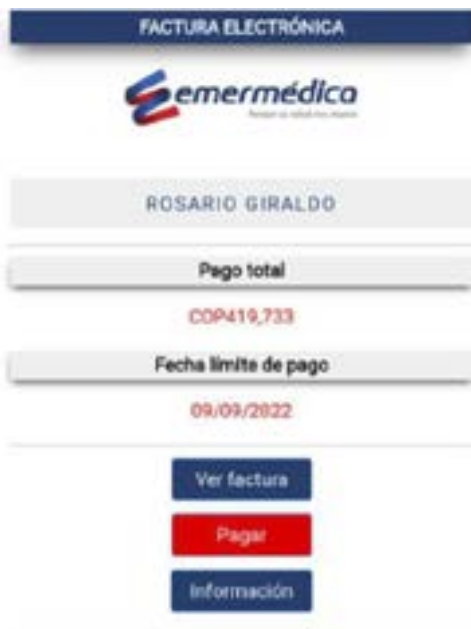 FACTURA ELECTRÓNICA
emermédica
ROSARIO GIRALDO
Pago total
COP419,733
Fecha límite de pago
09/09/2022
Ver factura
Pagar
Información